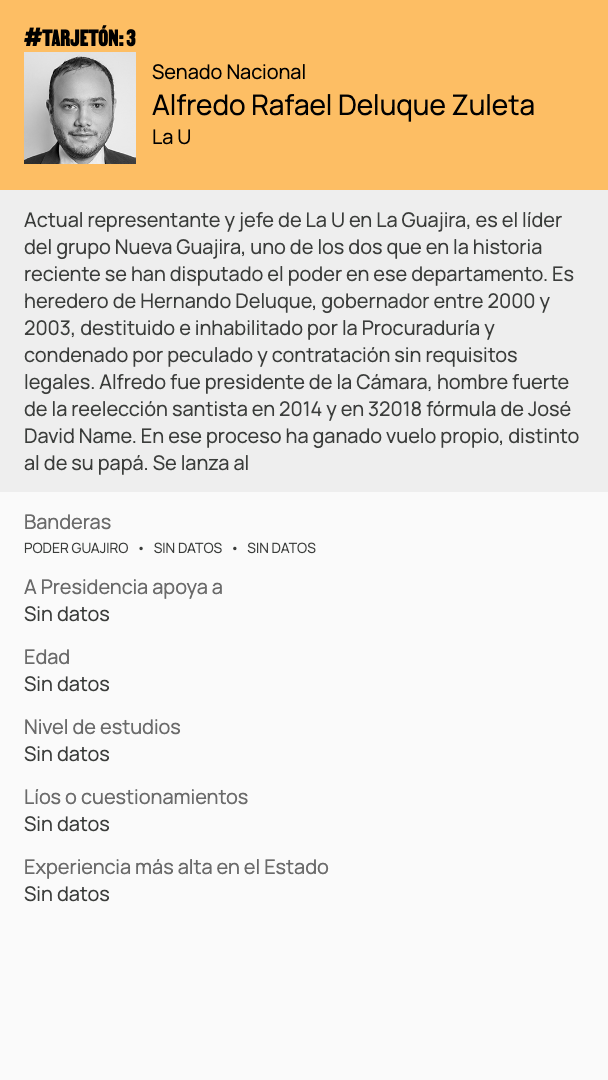 #TARJETÓN: 3
Senado Nacional
Alfredo Rafael Deluque Zuleta
La U
Actual representante y jefe de La U en La Guajira, es el líder
del grupo Nueva Guajira, uno de los dos que en la historia
reciente se han disputado el poder en ese departamento. Es
heredero de Hernando Deluque, gobernador entre 2000 y
2003, destituido e inhabilitado por la Procuraduría y
condenado por peculado y contratación sin requisitos
legales. Alfredo fue presidente de la Cámara, hombre fuerte
de la reelección santista en 2014 y en 32018 fórmula de José
David Name. En ese proceso ha ganado vuelo propio, distinto
al de su papá. Se lanza al
Banderas
PODER GUAJIRO • SIN DATOS • SIN DATOS
A Presidencia apoya a
Sin datos
Edad
Sin datos
Nivel de estudios
Sin datos
Líos o cuestionamientos
Sin datos
Experiencia más alta en el Estado
Sin datos